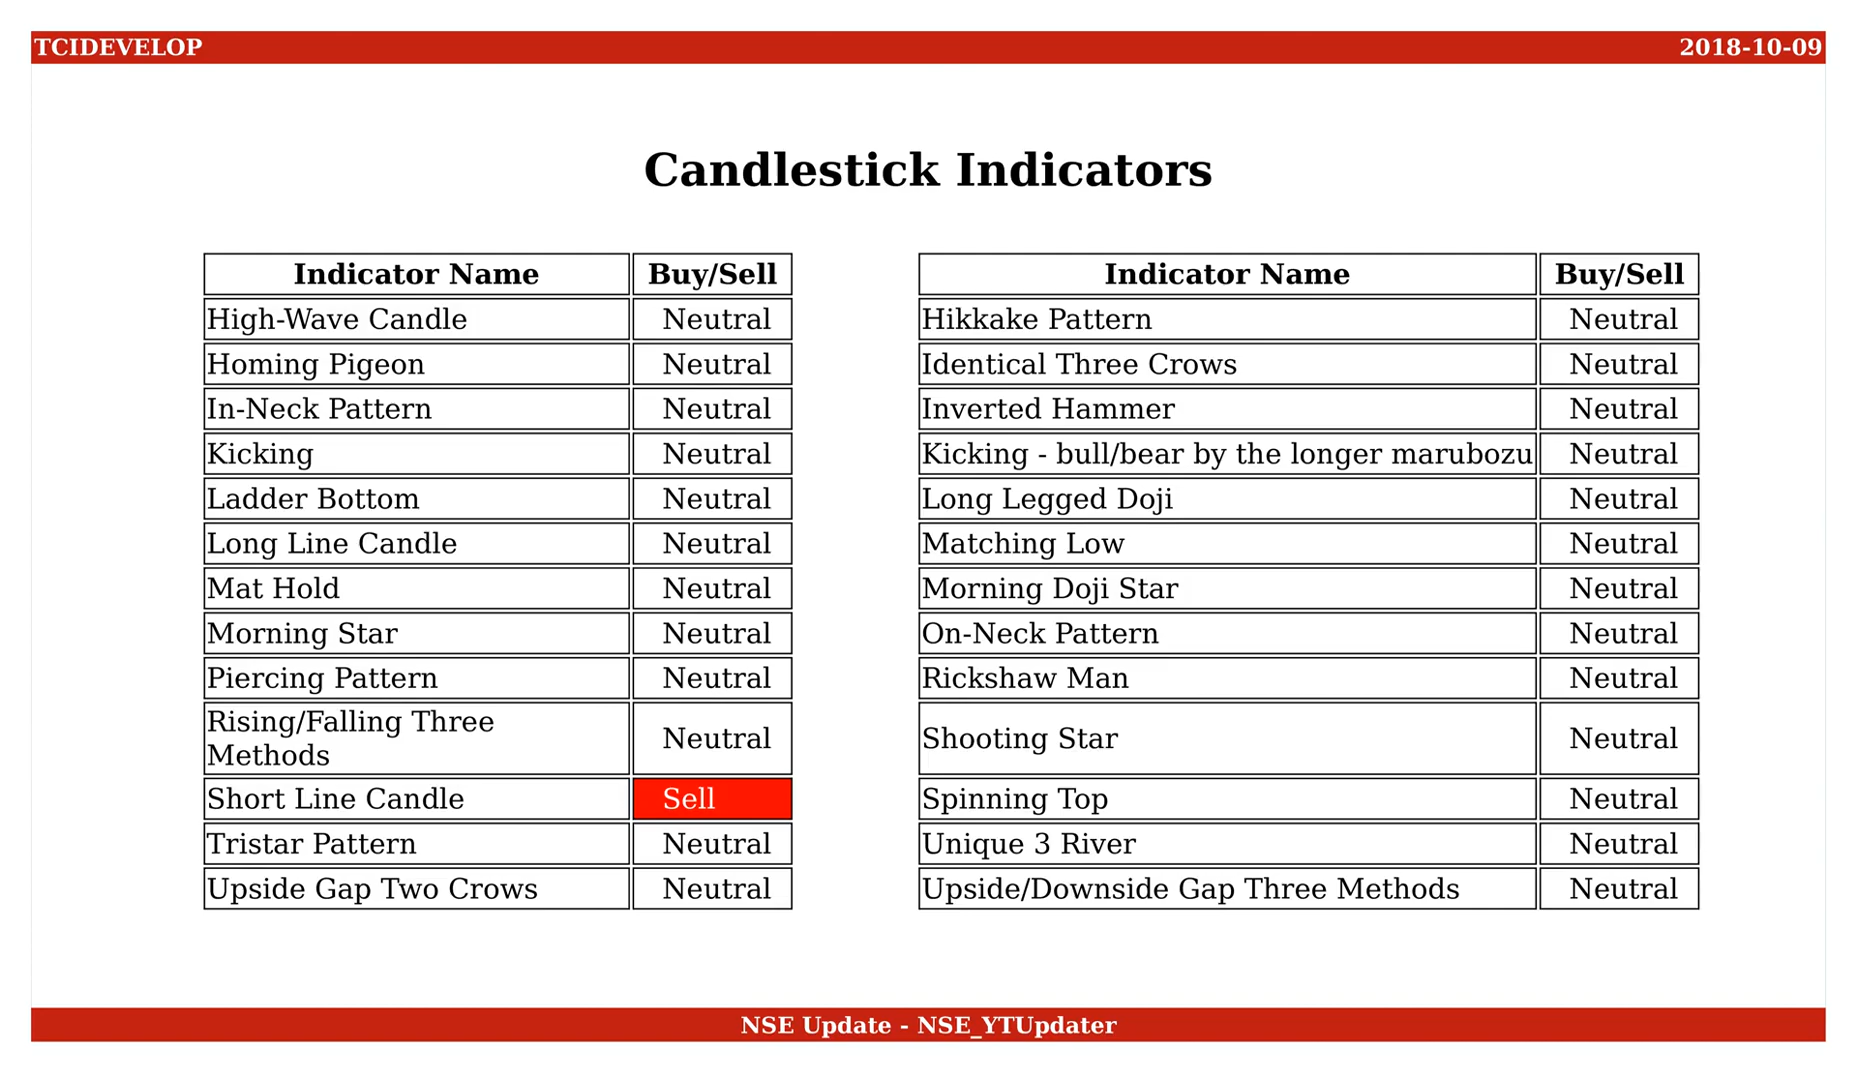 TCIDEVELOP 2018-10-09
Candlestick Indicators
Indicator Name Buy/Sell Indicator Name Buy/Sell
High-Wave Candle Neutral Hikkake Pattern Neutral
Homing Pigeon Neutral Identical Three Crows Neutral
In-Neck Pattern Neutral Inverted Hammer Neutral
Kicking Neutral Kicking - bull/bear by the longer marubozu Neutral
Ladder Bottom Neutral Long Legged Doji Neutral
Long Line Candle Neutral Matching Low Neutral
Mat Hold Neutral Morning Doji Star Neutral
Morning Star Neutral On-Neck Pattern Neutral
Piercing Pattern Neutral Rickshaw Man Neutral
Rising/Falling Three
Methods Neutral Shooting Star Neutral
Short Line Candle Sell Spinning Top Neutral
Tristar Pattern Neutral Unique 3 River Neutral
Upside Gap Two Crows Neutral Upside/Downside Gap Three Methods Neutral
NSE Update - NSE_YTUpdater